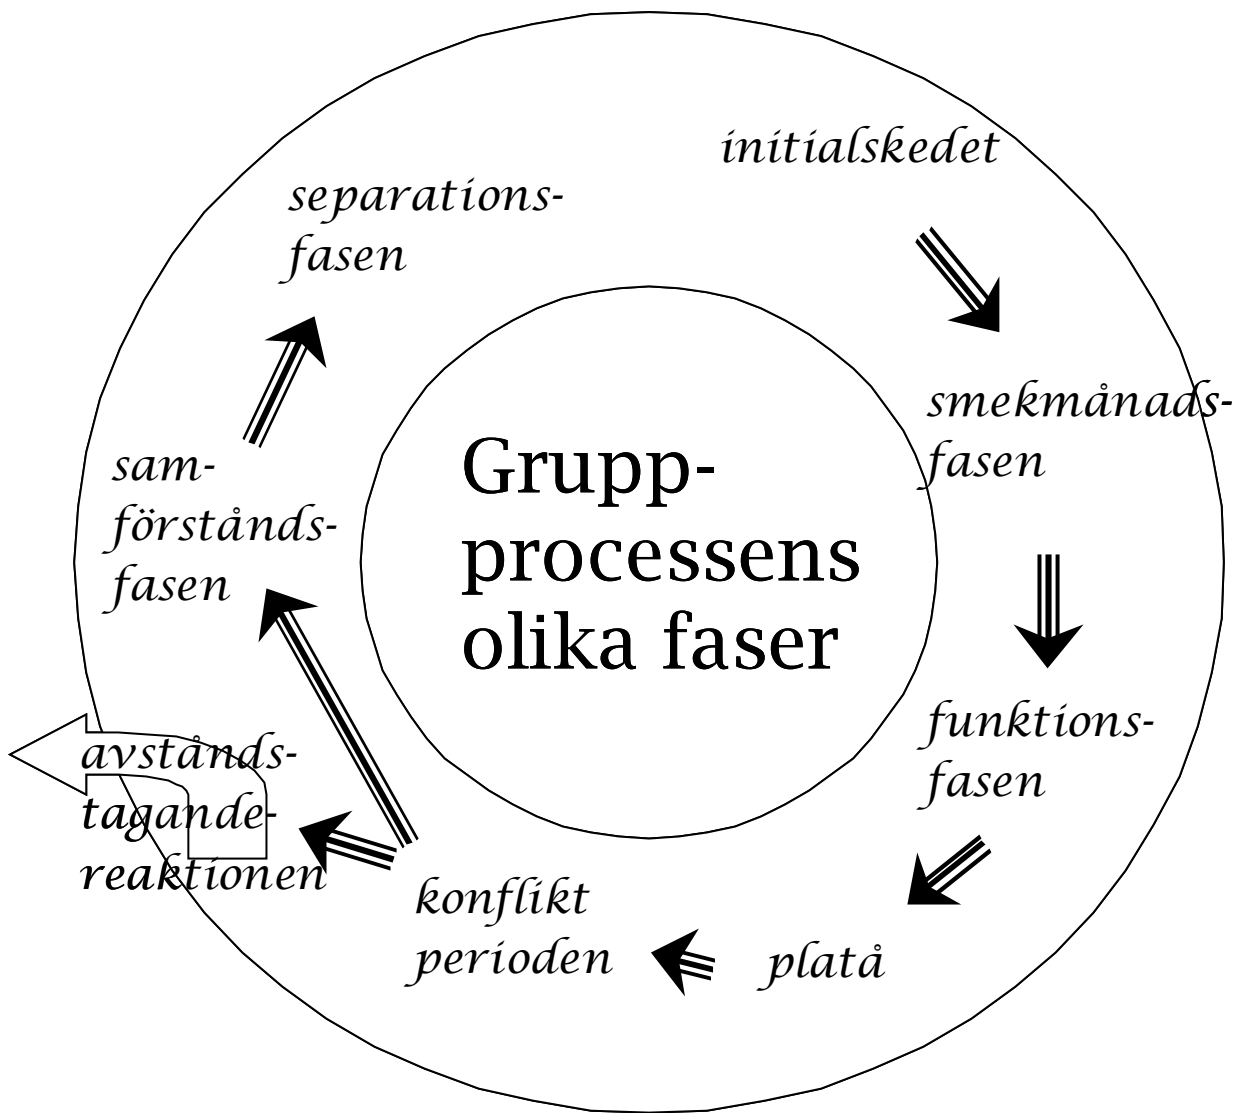 initialskedet
separations-
fasen
smekmånads-
fasen
Grupp-
processens
olika faser
sam-
förstånds-
fasen
funktions-
fasen
avstånds-
tagande-
reaktionen
konflikt
perioden
platå